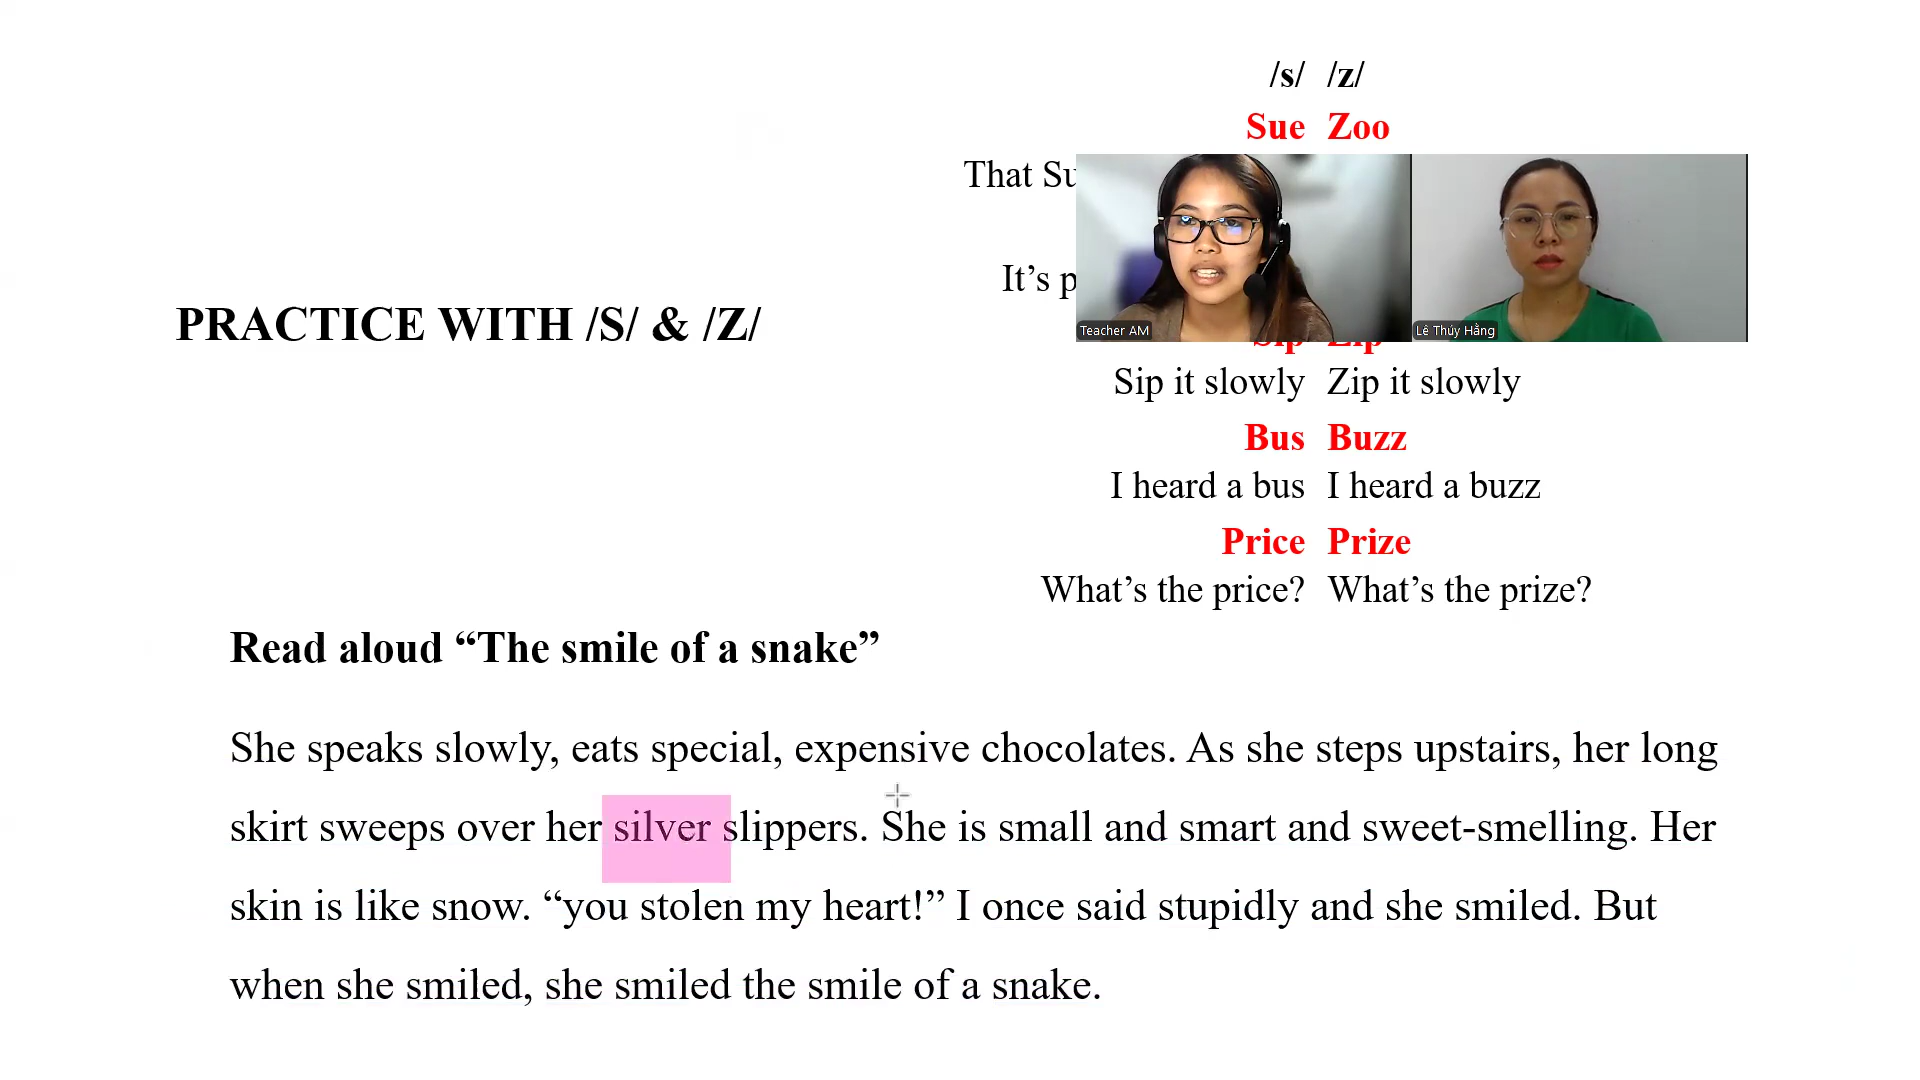 /s/ /z/
Sue Zoo
That Su
It’s p
PRACTICE WITH /S/ & /Z/
Teacher AM
Lê Thúy Hằng
Sip Zip
Sip it slowly Zip it slowly
Bus Buzz
I heard a bus I heard a buzz
Price Prize
What’s the price? What’s the prize?
Read aloud “The smile of a snake”
She speaks slowly, eats special, expensive chocolates. As she steps upstairs, her long
skirt sweeps over her silver slippers. She is small and smart and sweet-smelling. Her
skin is like snow. “you stolen my heart!” I once said stupidly and she smiled. But
when she smiled, she smiled the smile of a snake.